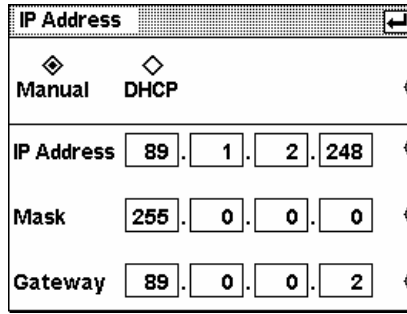 IP Address
Manual DHCP
IP Address 89. 1. 2. 248
Mask 255. 0. 0. 0
Gateway 89. 0. 0. 2